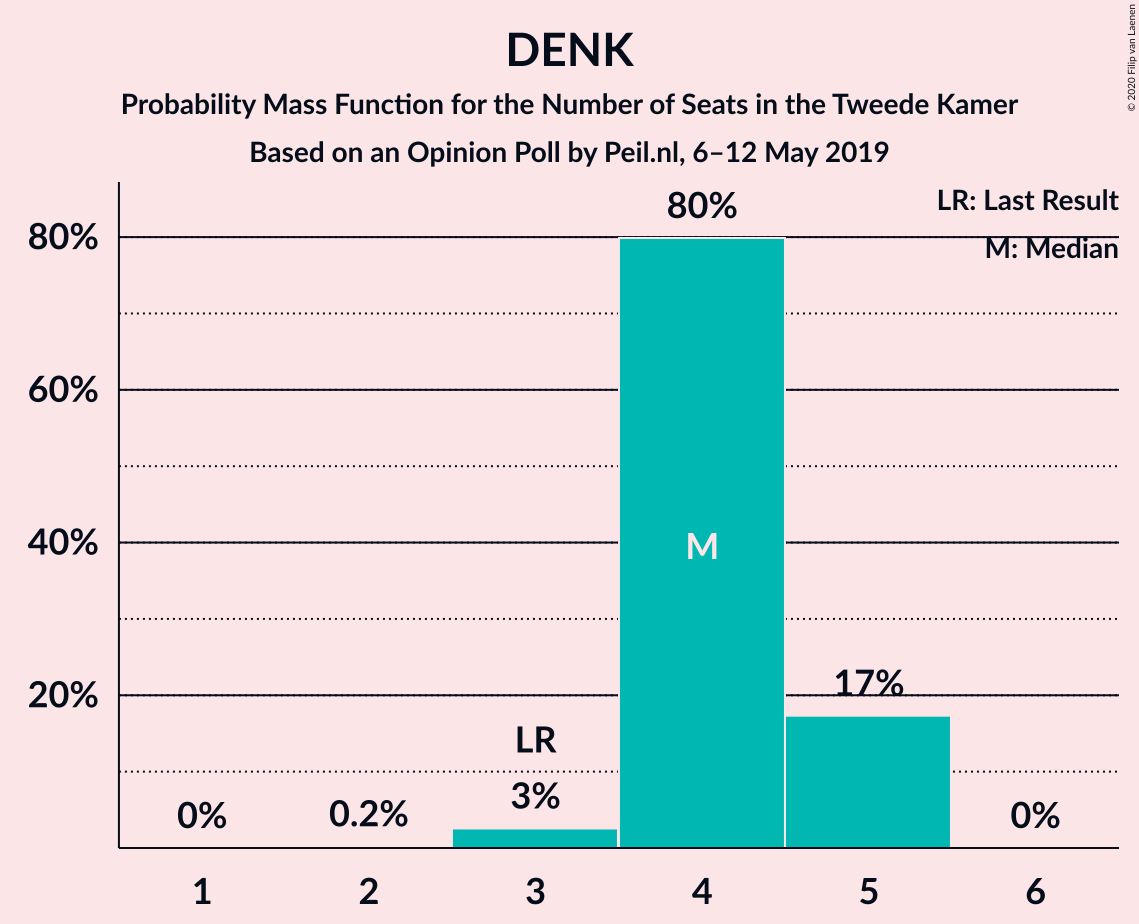 DENK
Probability Mass Function for the Number of Seats in the Tweede Kamer
Based on an Opinion Poll by Peil.nl, 6–12 May 2019
© 2020 Filip van Laenen
LR: Last Result
M: Median
80%
80%
60%
40%
M
20%
17%
LR
3%
0%
0.2%
0%
1 2 3 4 5 6